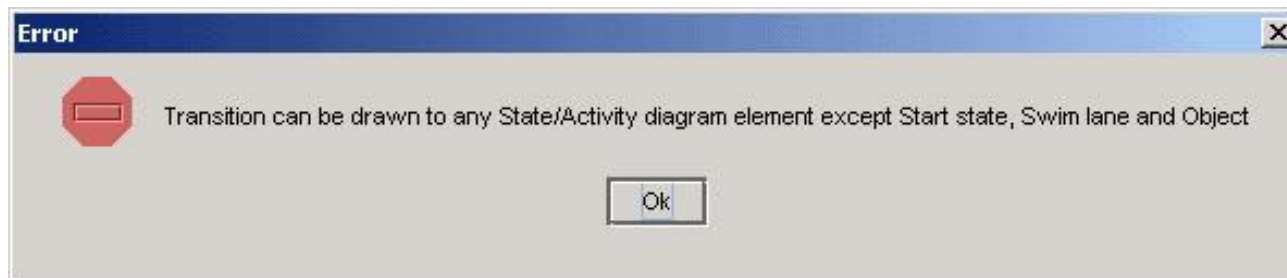 Error
Transition can be drawn to any State/Activity diagram element except Start state, Swim lane and Object
Ok